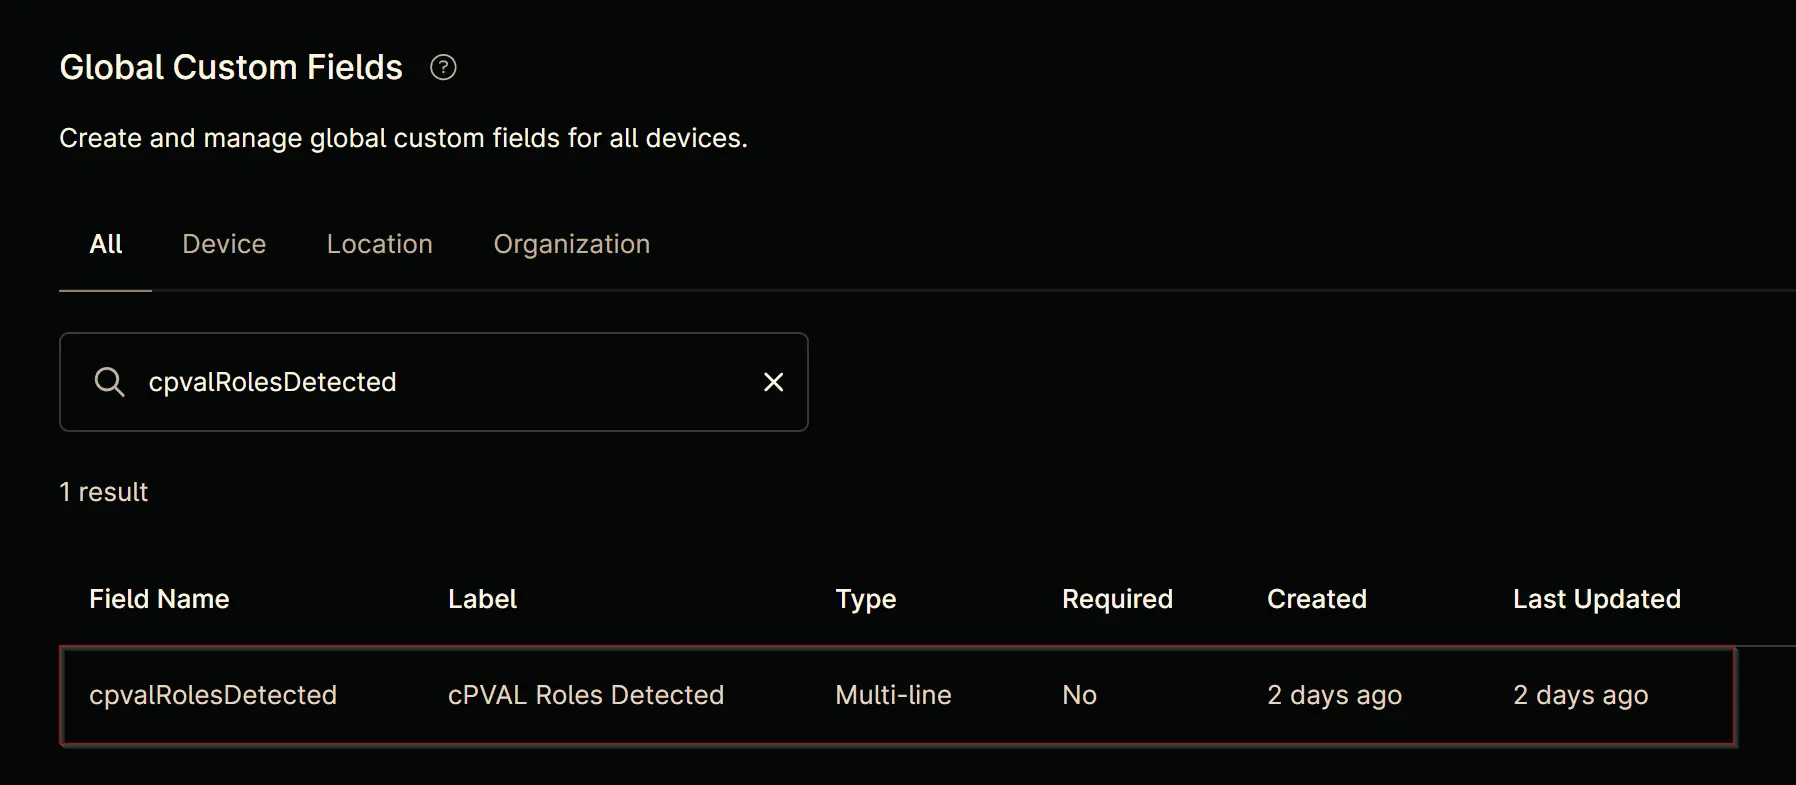 Global Custom Fields ?
Create and manage global custom fields for all devices.
All Device Location Organization
cpvalRolesDetected
1 result
Field Name Label Type Required Created Last Updated
cpvalRolesDetected cPVAL Roles Detected Multi-line No 2 days ago 2 days ago